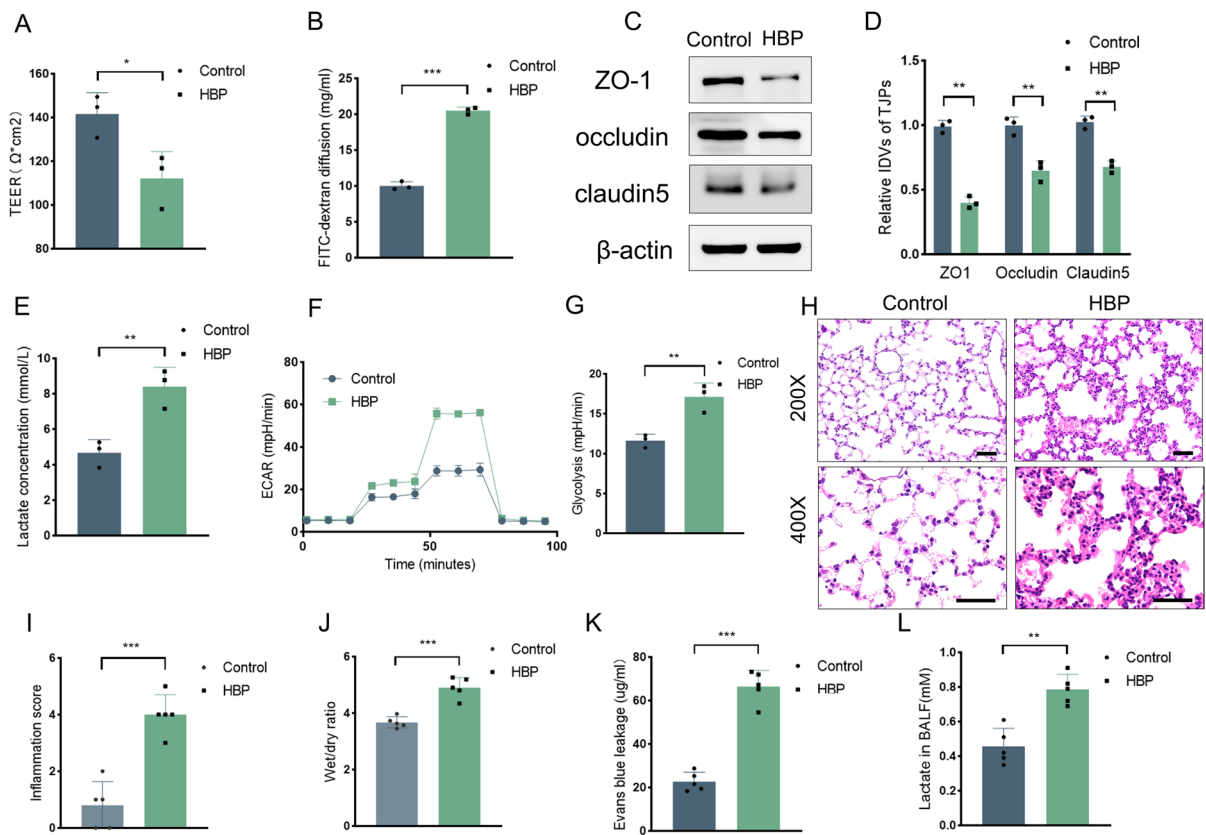 A
TEER( Ω*cm2)
160
140
120
100
80
*
Control
HBP
B
FITC-dextran diffusion (mg/ml)
25
20
15
10
5
0
***
Control
HBP
C
Control HBP
ZO-1
occludin
claudin5
β-actin
D
Relative IDVs of TJPs
1.5
1.0
0.5
0.0
** ** **
Control
HBP
ZO1 Occludin Claudin5
E
Lactate concentration (mmol/L)
10
8
6
4
2
0
**
Control
HBP
F
ECAR (mpH/min)
80
60
40
20
0
0 50 100
Time (minutes)
Control
HBP
G
Glycolysis (mpH/min)
20
15
10
5
0
**
Control
HBP
H
Control HBP
200X
400X
I
Inflammation score
6
4
2
0
***
Control
HBP
J
Wet/dry ratio
6
4
2
0
***
Control
HBP
K
Evans blue leakage (ug/ml)
80
60
40
20
0
***
Control
HBP
L
Lactate in BALF(mM)
1.0
0.8
0.6
0.4
0.2
0.0
**
Control
HBP